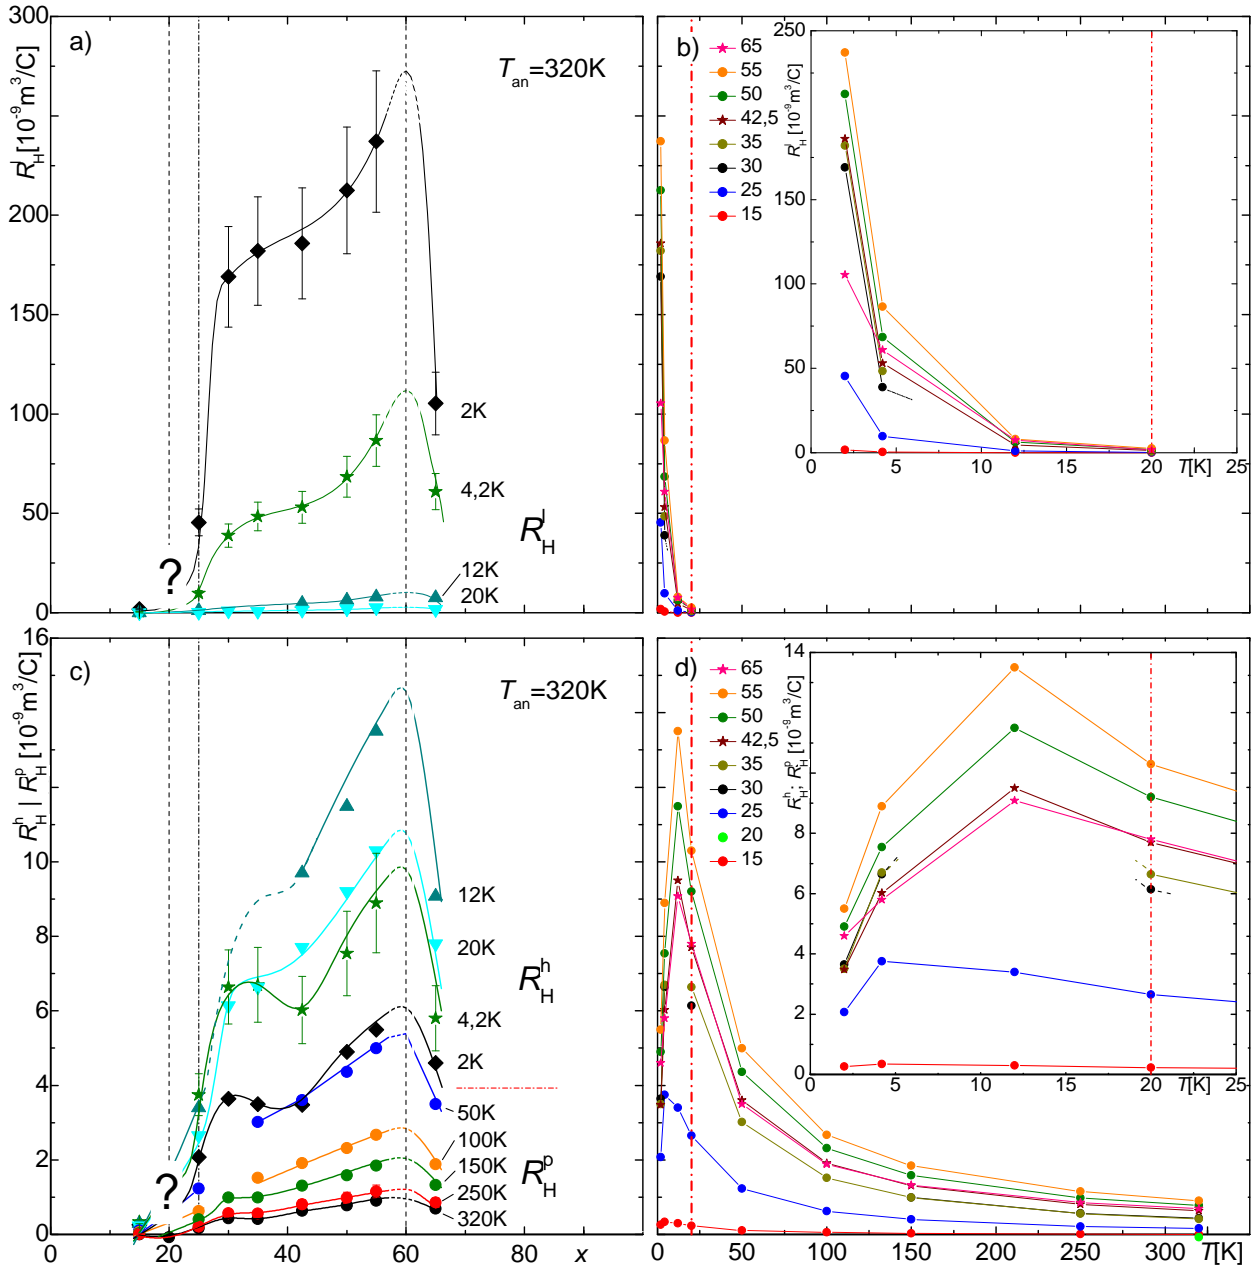 a)
T_an=320K
R_H^l [10^-9 m^3/C]
300
250
200
150
100
50
0
2K
4,2K
12K
20K
R_H^l
?
b)
65
55
50
42,5
35
30
25
15
R_H^l [10^-9 m^3/C]
250
200
150
100
50
0
0 5 10 15 20 T[K] 25
c)
T_an=320K
R_H^h | R_H^p [10^-9 m^3/C]
16
14
12
10
8
6
4
2
0
12K
20K
R_H^h
4,2K
2K
50K
100K
150K
R_H^p
250K
320K
?
0 20 40 60 x 100
d)
65
55
50
42,5
35
30
25
20
15
R_H^h; R_H^p [10^-9 m^3/C]
14
12
10
8
6
4
2
0
0 5 10 15 20 T[K] 25
0 50 100 150 200 250 300 T[K]